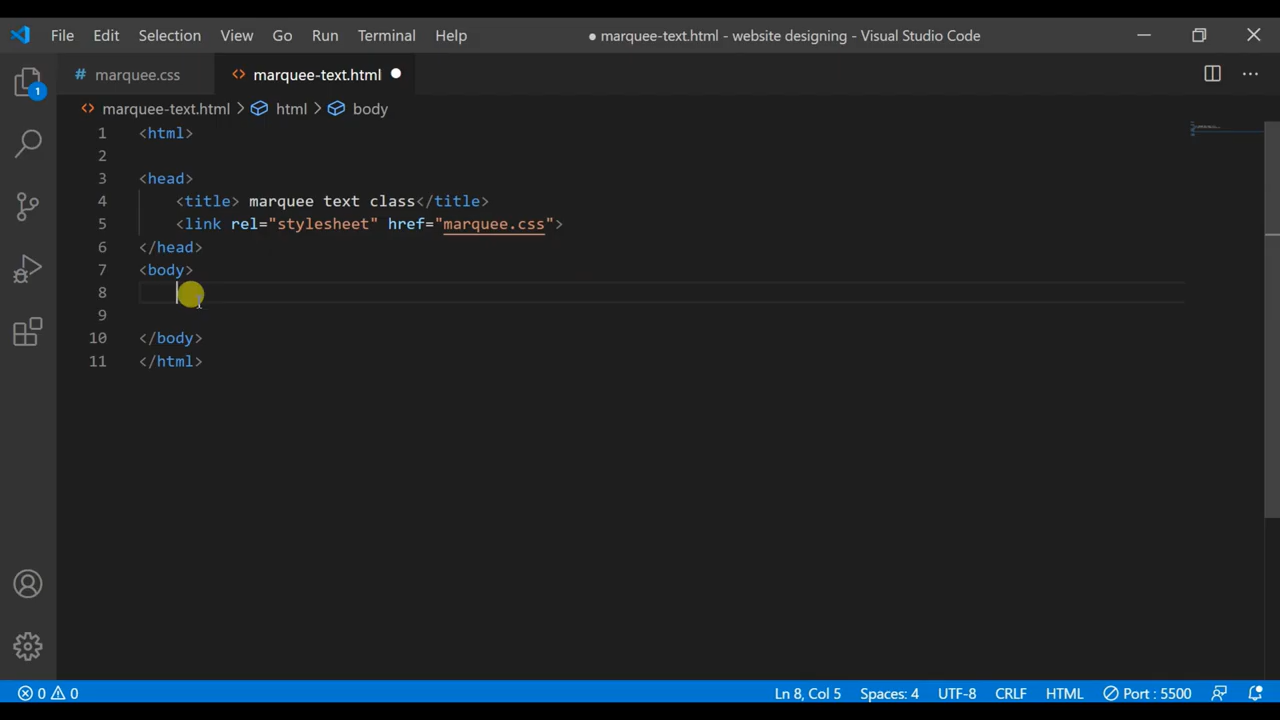 File Edit Selection View Go Run Terminal Help ● marquee-text.html - website designing - Visual Studio Code
# marquee.css <> marquee-text.html ●
<> marquee-text.html > html > body
1 <html>
2
3 <head>
4 <title> marquee text class</title>
5 <link rel="stylesheet" href="marquee.css">
6 </head>
7 <body>
8
9
10 </body>
11 </html>
1
0 0 Ln 8, Col 5 Spaces: 4 UTF-8 CRLF HTML Port : 5500